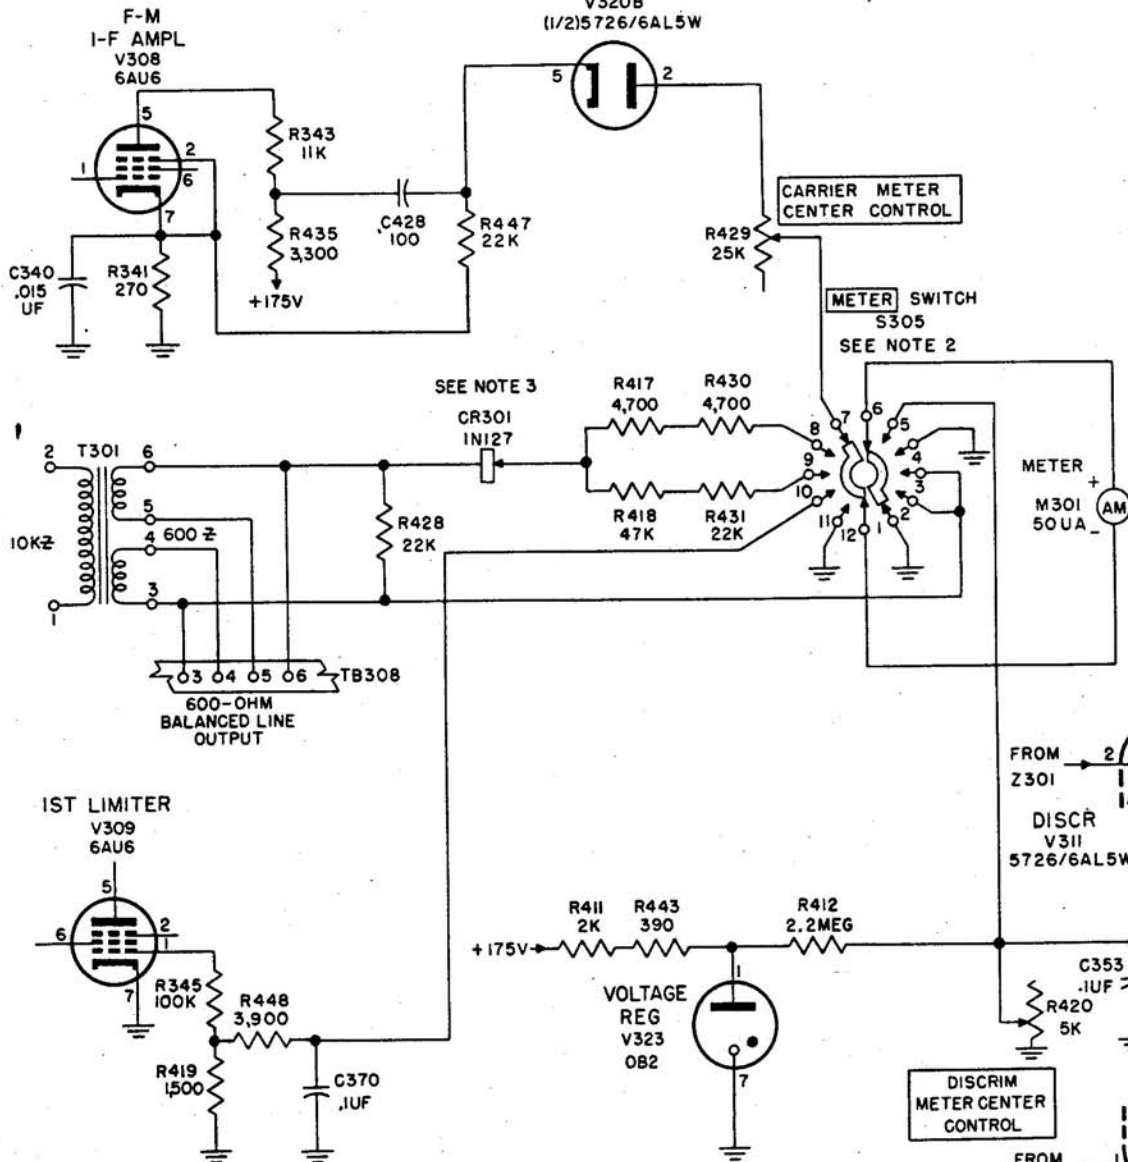 V320B
(1/2)5726/6AL5W
F-M
I-F AMPL
V308
6AU6
5
2
1
6
7
R343
11K
5
2
C428
100
R447
22K
R435
3,300
+175V
C340
.015
UF
R341
270
CARRIER METER
CENTER CONTROL
R429
25K
METER SWITCH
S305
SEE NOTE 2
SEE NOTE 3
CR301
1N127
R417
4,700
R430
4,700
R418
47K
R431
22K
7
6
5
8
4
9
3
10
2
11
12
1
METER
+
M301
50UA
-
AM
2
T301
6
5
600 Z
4
10KZ
3
1
R428
22K
3
4
5
6
TB308
600-OHM
BALANCED LINE
OUTPUT
FROM
Z301
2
DISCR
V311
5726/6AL5W
1ST LIMITER
V309
6AU6
5
6
2
1
7
R345
100K
R448
3,900
R419
1,500
C370
.1UF
R411
2K
R443
390
R412
2.2MEG
+175V
1
VOLTAGE
REG
V323
OB2
7
C353
.1UF
R420
5K
DISCRIM
METER CENTER
CONTROL
FROM
1